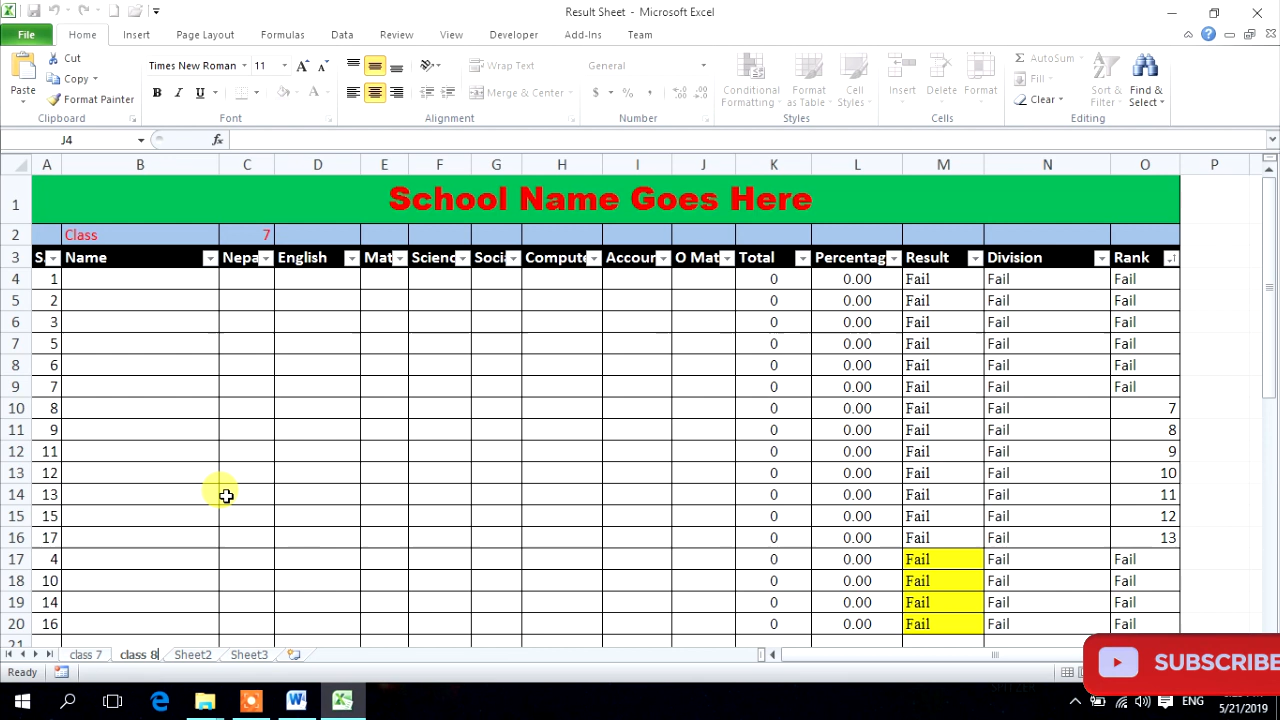 Result Sheet - Microsoft Excel
File Home Insert Page Layout Formulas Data Review View Developer Add-Ins Team
Cut
Copy
Format Painter
Paste
Clipboard
Times New Roman 11
B I U A
Font
Wrap Text
Merge & Center
Alignment
General
$ % ,
Number
Conditional Formatting
Format as Table
Cell Styles
Styles
Insert Delete Format
Cells
AutoSum
Fill
Clear
Sort & Filter
Find & Select
Editing
J4 fx
A B C D E F G H I J K L M N O P
1 School Name Goes Here
2 Class 7
3 S. Name Nepa English Mat Scienc Socia Compute Accour O Mat Total Percentag Result Division Rank
4 1 0 0.00 Fail Fail Fail
5 2 0 0.00 Fail Fail Fail
6 3 0 0.00 Fail Fail Fail
7 5 0 0.00 Fail Fail Fail
8 6 0 0.00 Fail Fail Fail
9 7 0 0.00 Fail Fail Fail
10 8 0 0.00 Fail Fail 7
11 9 0 0.00 Fail Fail 8
12 11 0 0.00 Fail Fail 9
13 12 0 0.00 Fail Fail 10
14 13 0 0.00 Fail Fail 11
15 15 0 0.00 Fail Fail 12
16 17 0 0.00 Fail Fail 13
17 4 0 0.00 Fail Fail Fail
18 10 0 0.00 Fail Fail Fail
19 14 0 0.00 Fail Fail Fail
20 16 0 0.00 Fail Fail Fail
21
class 7 class 8 Sheet2 Sheet3
Ready
SUBSCRIBE
ENG
5/21/2019